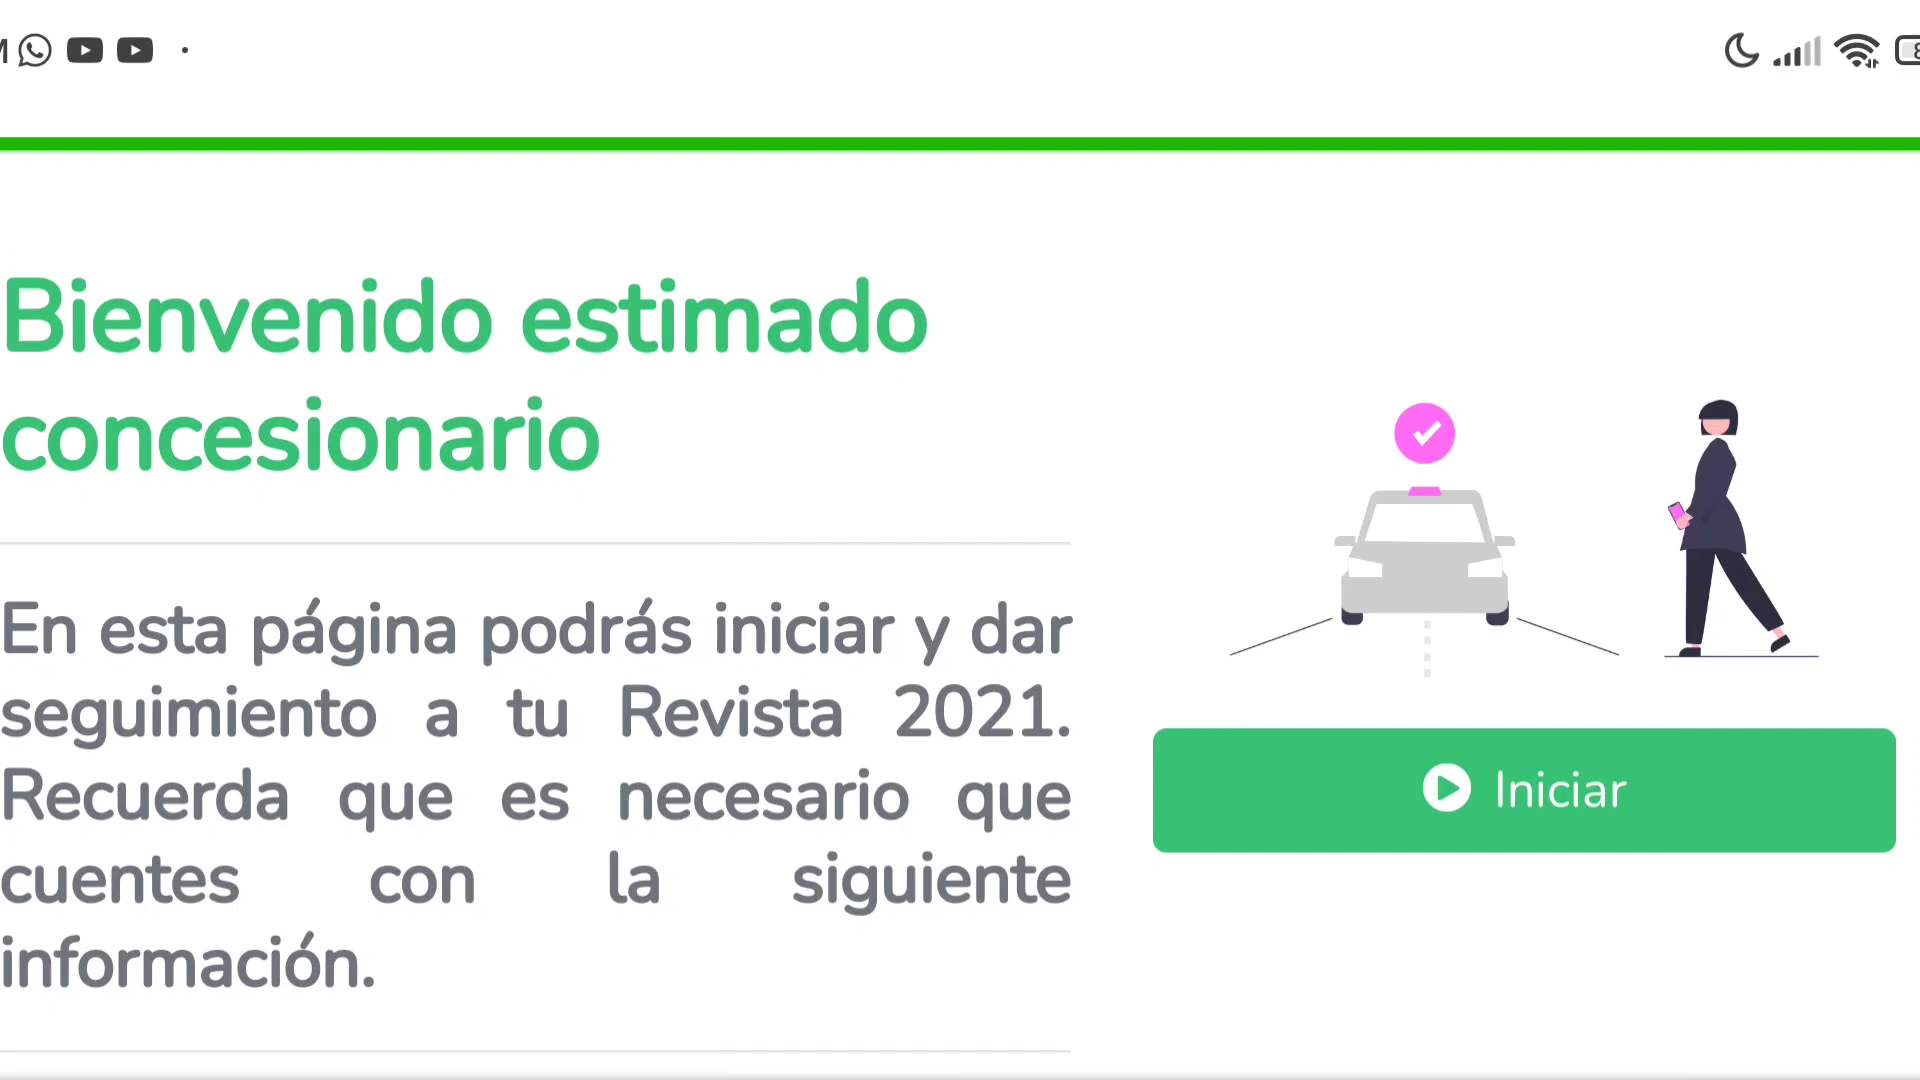 Bienvenido estimado
concesionario
En esta página podrás iniciar y dar
seguimiento a tu Revista 2021.
Recuerda que es necesario que
cuentes con la siguiente
información.
Iniciar